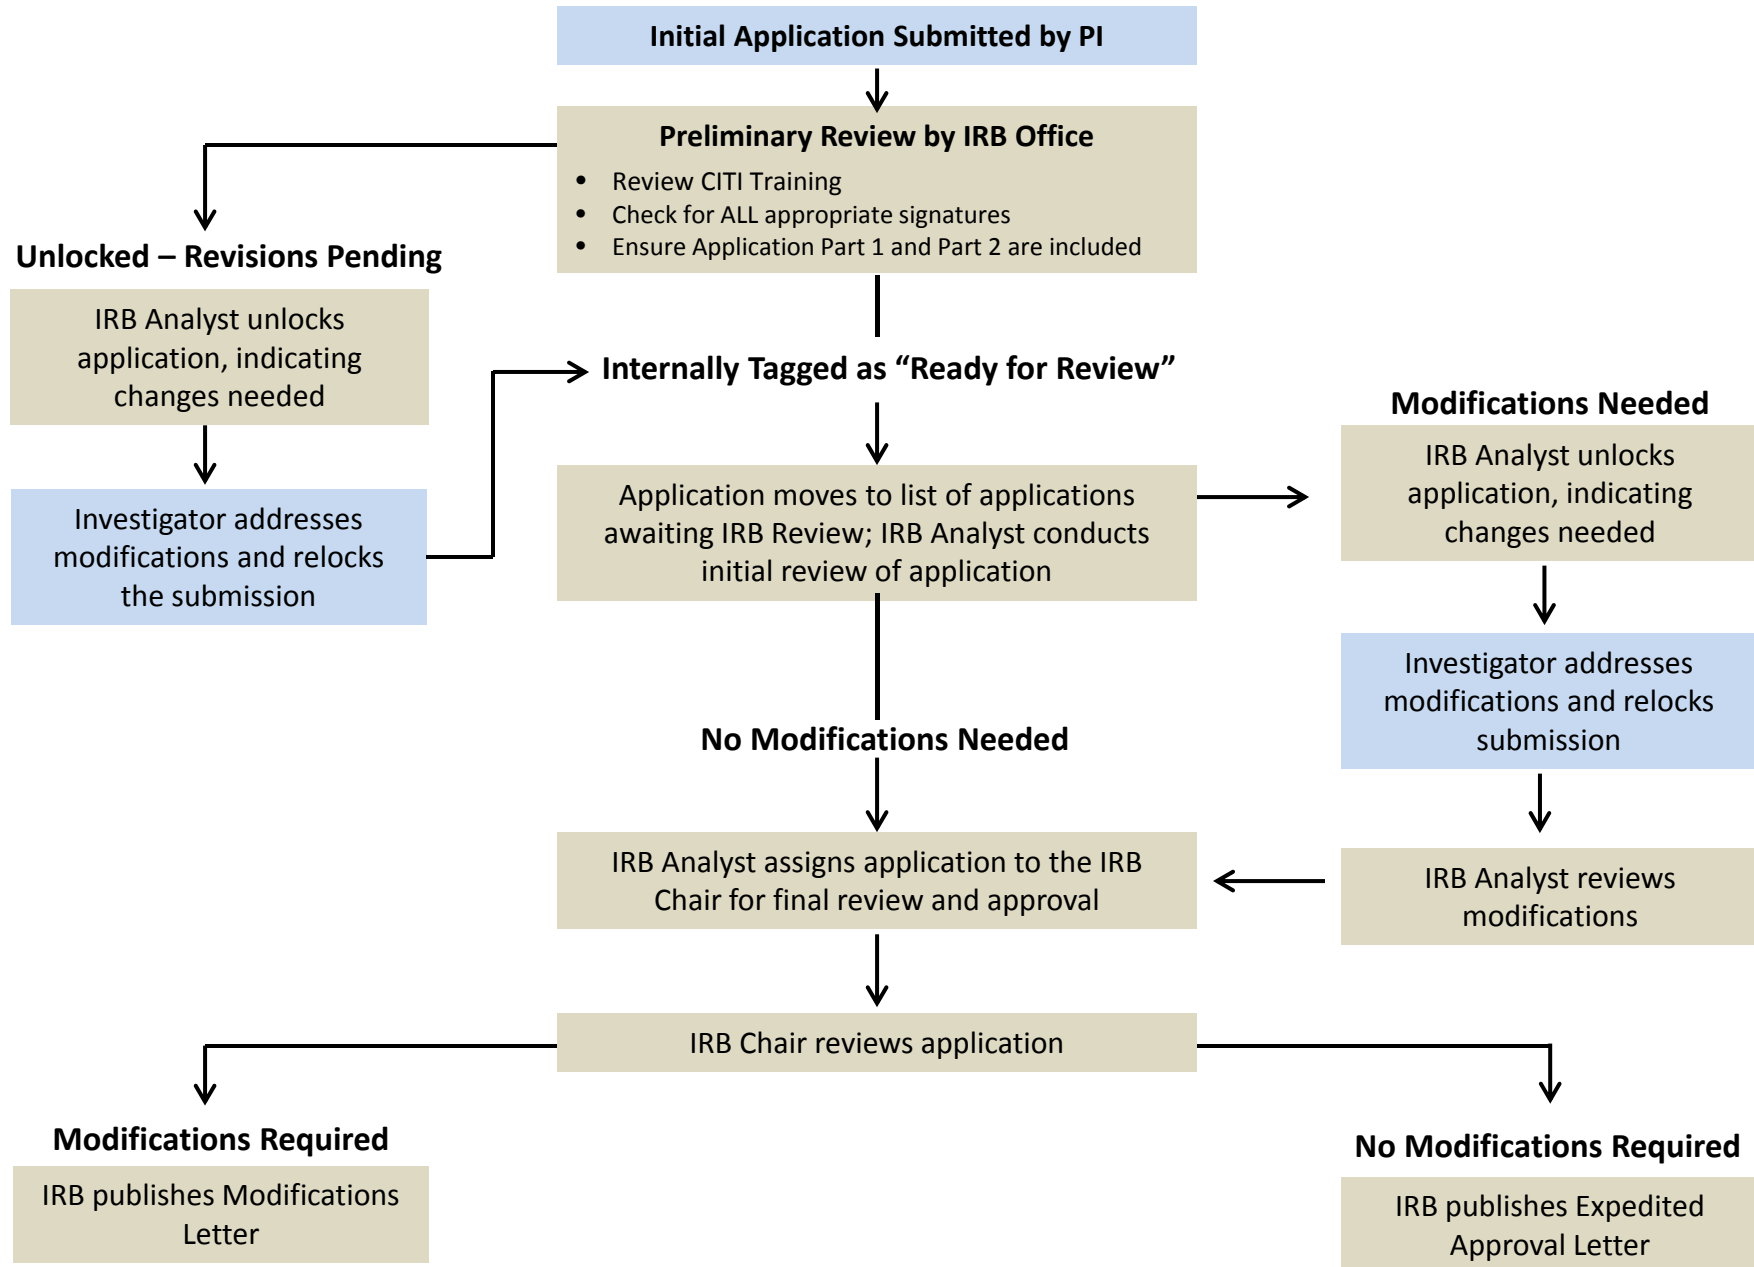 Initial Application Submitted by PI
Preliminary Review by IRB Office
• Review CITI Training
• Check for ALL appropriate signatures
• Ensure Application Part 1 and Part 2 are included
Unlocked – Revisions Pending
IRB Analyst unlocks
application, indicating
changes needed
Investigator addresses
modifications and relocks
the submission
Internally Tagged as “Ready for Review”
Application moves to list of applications
awaiting IRB Review; IRB Analyst conducts
initial review of application
Modifications Needed
IRB Analyst unlocks
application, indicating
changes needed
Investigator addresses
modifications and relocks
submission
IRB Analyst reviews
modifications
No Modifications Needed
IRB Analyst assigns application to the IRB
Chair for final review and approval
IRB Chair reviews application
Modifications Required
IRB publishes Modifications
Letter
No Modifications Required
IRB publishes Expedited
Approval Letter